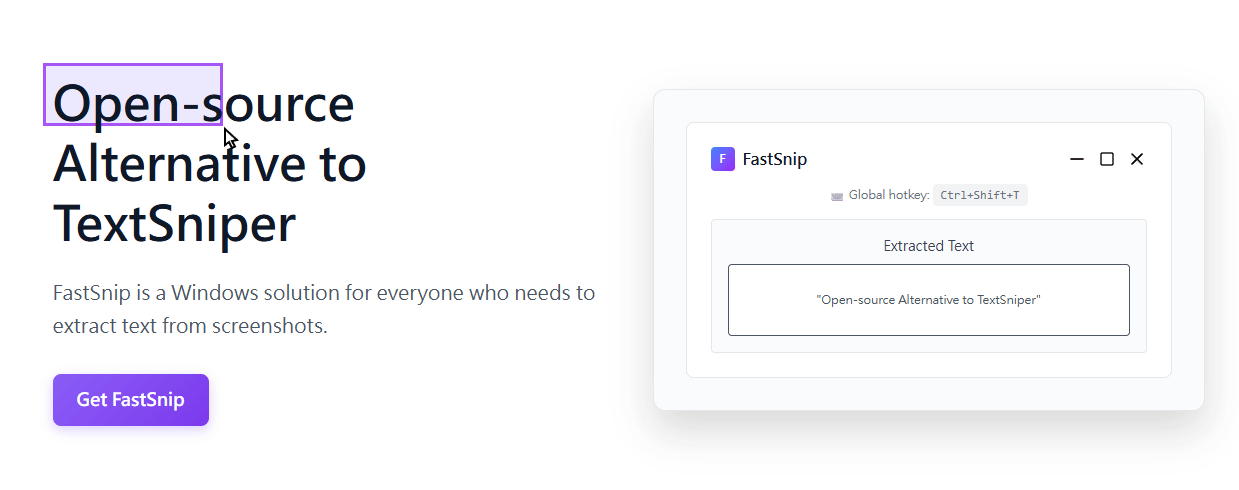 Open-source
Alternative to
TextSniper
FastSnip is a Windows solution for everyone who needs to
extract text from screenshots.
Get FastSnip
F FastSnip
Global hotkey: Ctrl+Shift+T
Extracted Text
"Open-source Alternative to TextSniper"